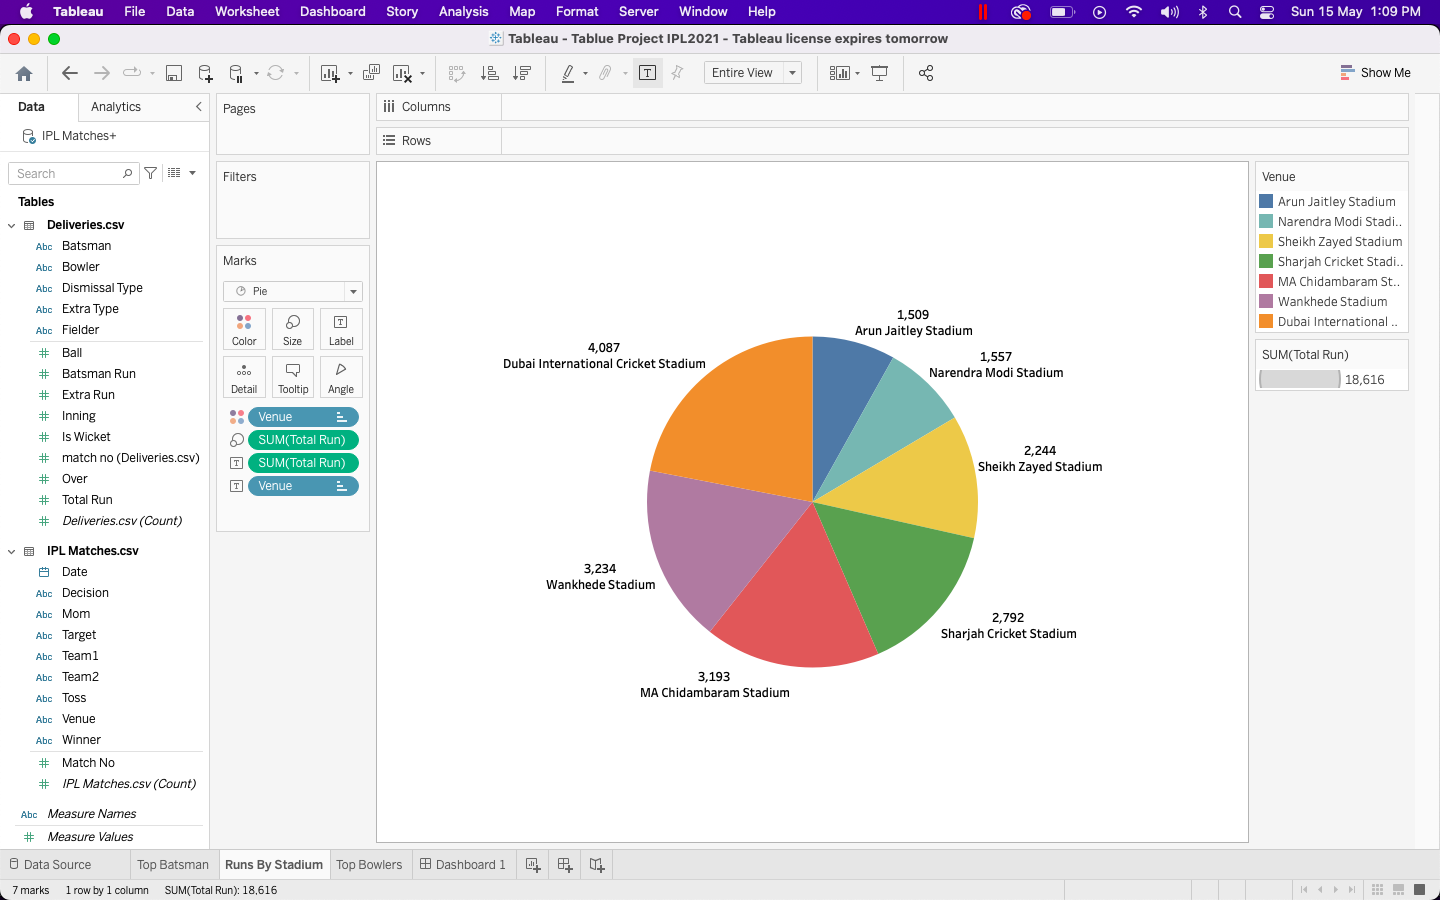 Tableau File Data Worksheet Dashboard Story Analysis Map Format Server Window Help Sun 15 May 1:09 PM
Tableau - Tablue Project IPL2021 - Tableau license expires tomorrow
Entire View
Show Me
Data Analytics
IPL Matches+
Search
Tables
Deliveries.csv
Abc Batsman
Abc Bowler
Abc Dismissal Type
Abc Extra Type
Abc Fielder
# Ball
# Batsman Run
# Extra Run
# Inning
# Is Wicket
# match no (Deliveries.csv)
# Over
# Total Run
# Deliveries.csv (Count)
IPL Matches.csv
Date
Abc Decision
Abc Mom
Abc Target
Abc Team1
Abc Team2
Abc Toss
Abc Venue
Abc Winner
# Match No
# IPL Matches.csv (Count)
Abc Measure Names
# Measure Values
Pages
Filters
Marks
Pie
Color Size Label
Detail Tooltip Angle
Venue
SUM(Total Run)
T SUM(Total Run)
T Venue
Columns
Rows
1,509
Arun Jaitley Stadium
1,557
Narendra Modi Stadium
2,244
Sheikh Zayed Stadium
2,792
Sharjah Cricket Stadium
3,193
MA Chidambaram Stadium
3,234
Wankhede Stadium
4,087
Dubai International Cricket Stadium
Venue
Arun Jaitley Stadium
Narendra Modi Stadi..
Sheikh Zayed Stadium
Sharjah Cricket Stadi..
MA Chidambaram St..
Wankhede Stadium
Dubai International ..
SUM(Total Run)
18,616
Data Source Top Batsman Runs By Stadium Top Bowlers Dashboard 1
7 marks 1 row by 1 column SUM(Total Run): 18,616